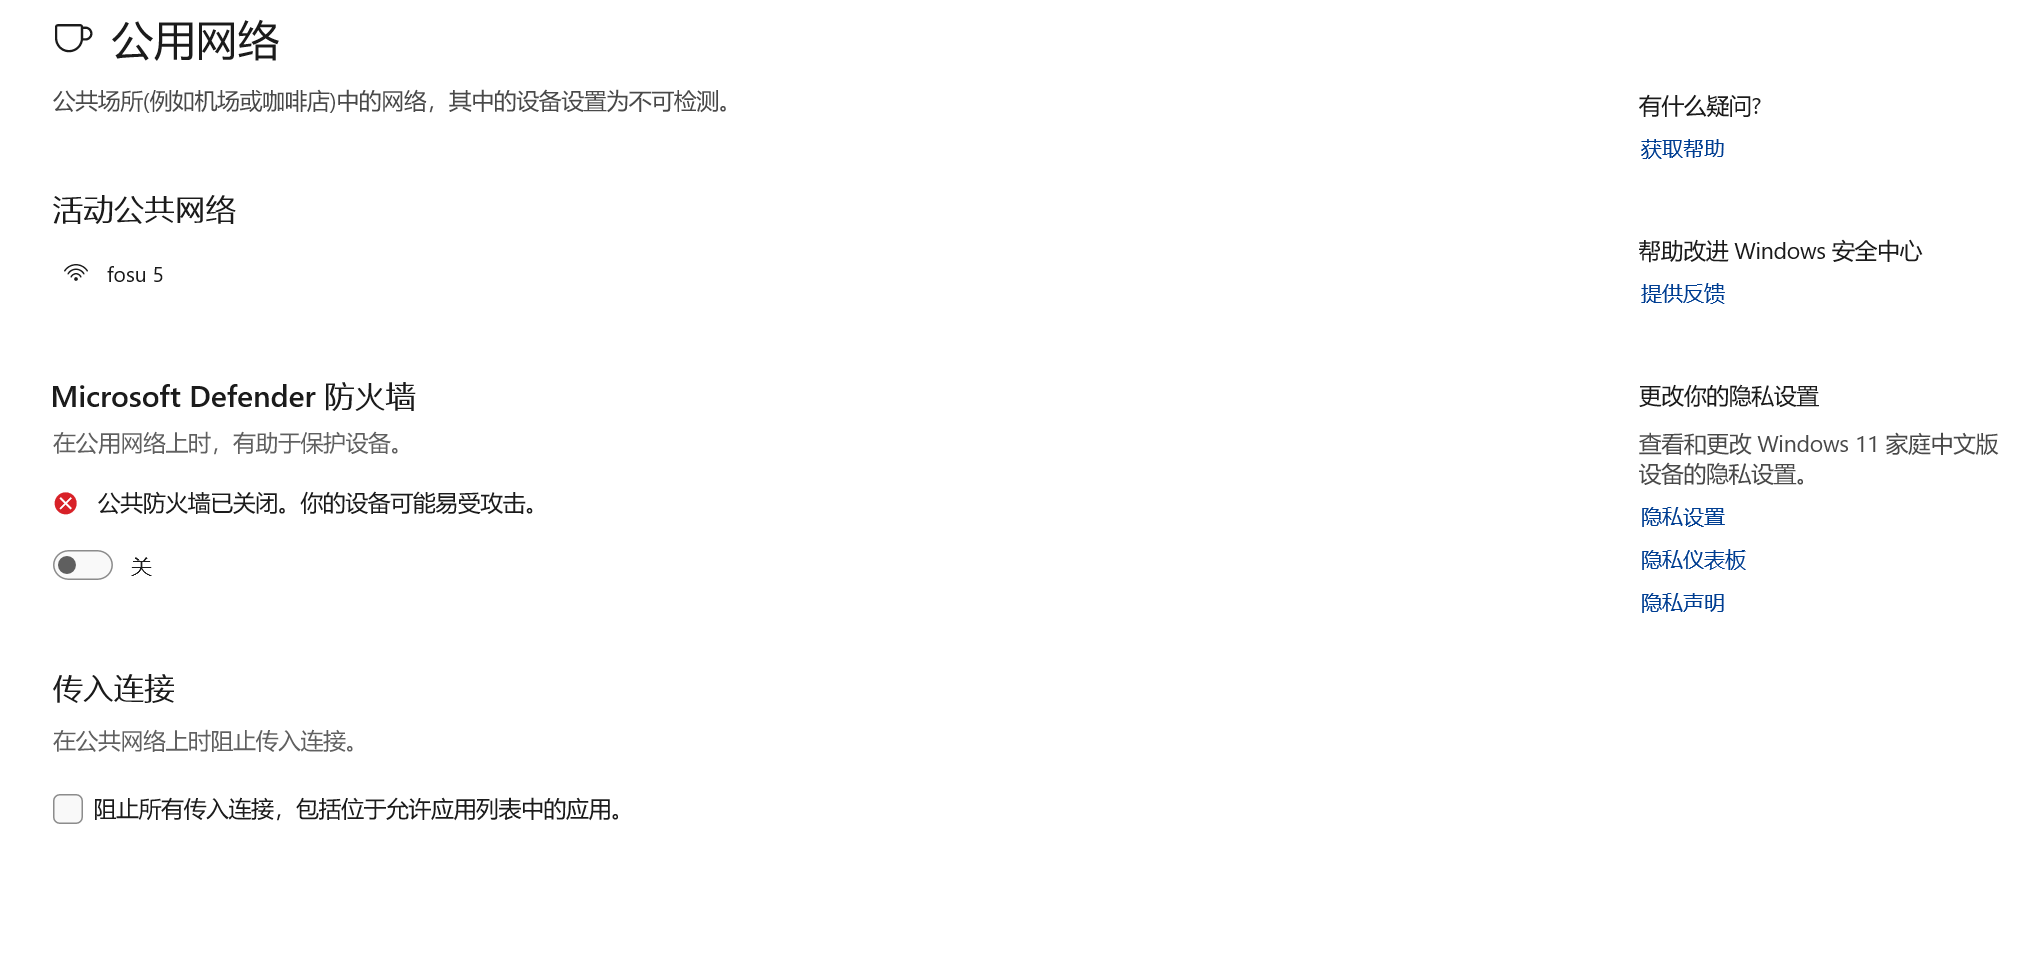 公用网络
公共场所(例如机场或咖啡店)中的网络，其中的设备设置为不可检测。
活动公共网络
fosu 5
Microsoft Defender 防火墙
在公用网络上时，有助于保护设备。
公共防火墙已关闭。你的设备可能易受攻击。
关
传入连接
在公共网络上时阻止传入连接。
阻止所有传入连接，包括位于允许应用列表中的应用。
有什么疑问?
获取帮助
帮助改进 Windows 安全中心
提供反馈
更改你的隐私设置
查看和更改 Windows 11 家庭中文版
设备的隐私设置。
隐私设置
隐私仪表板
隐私声明